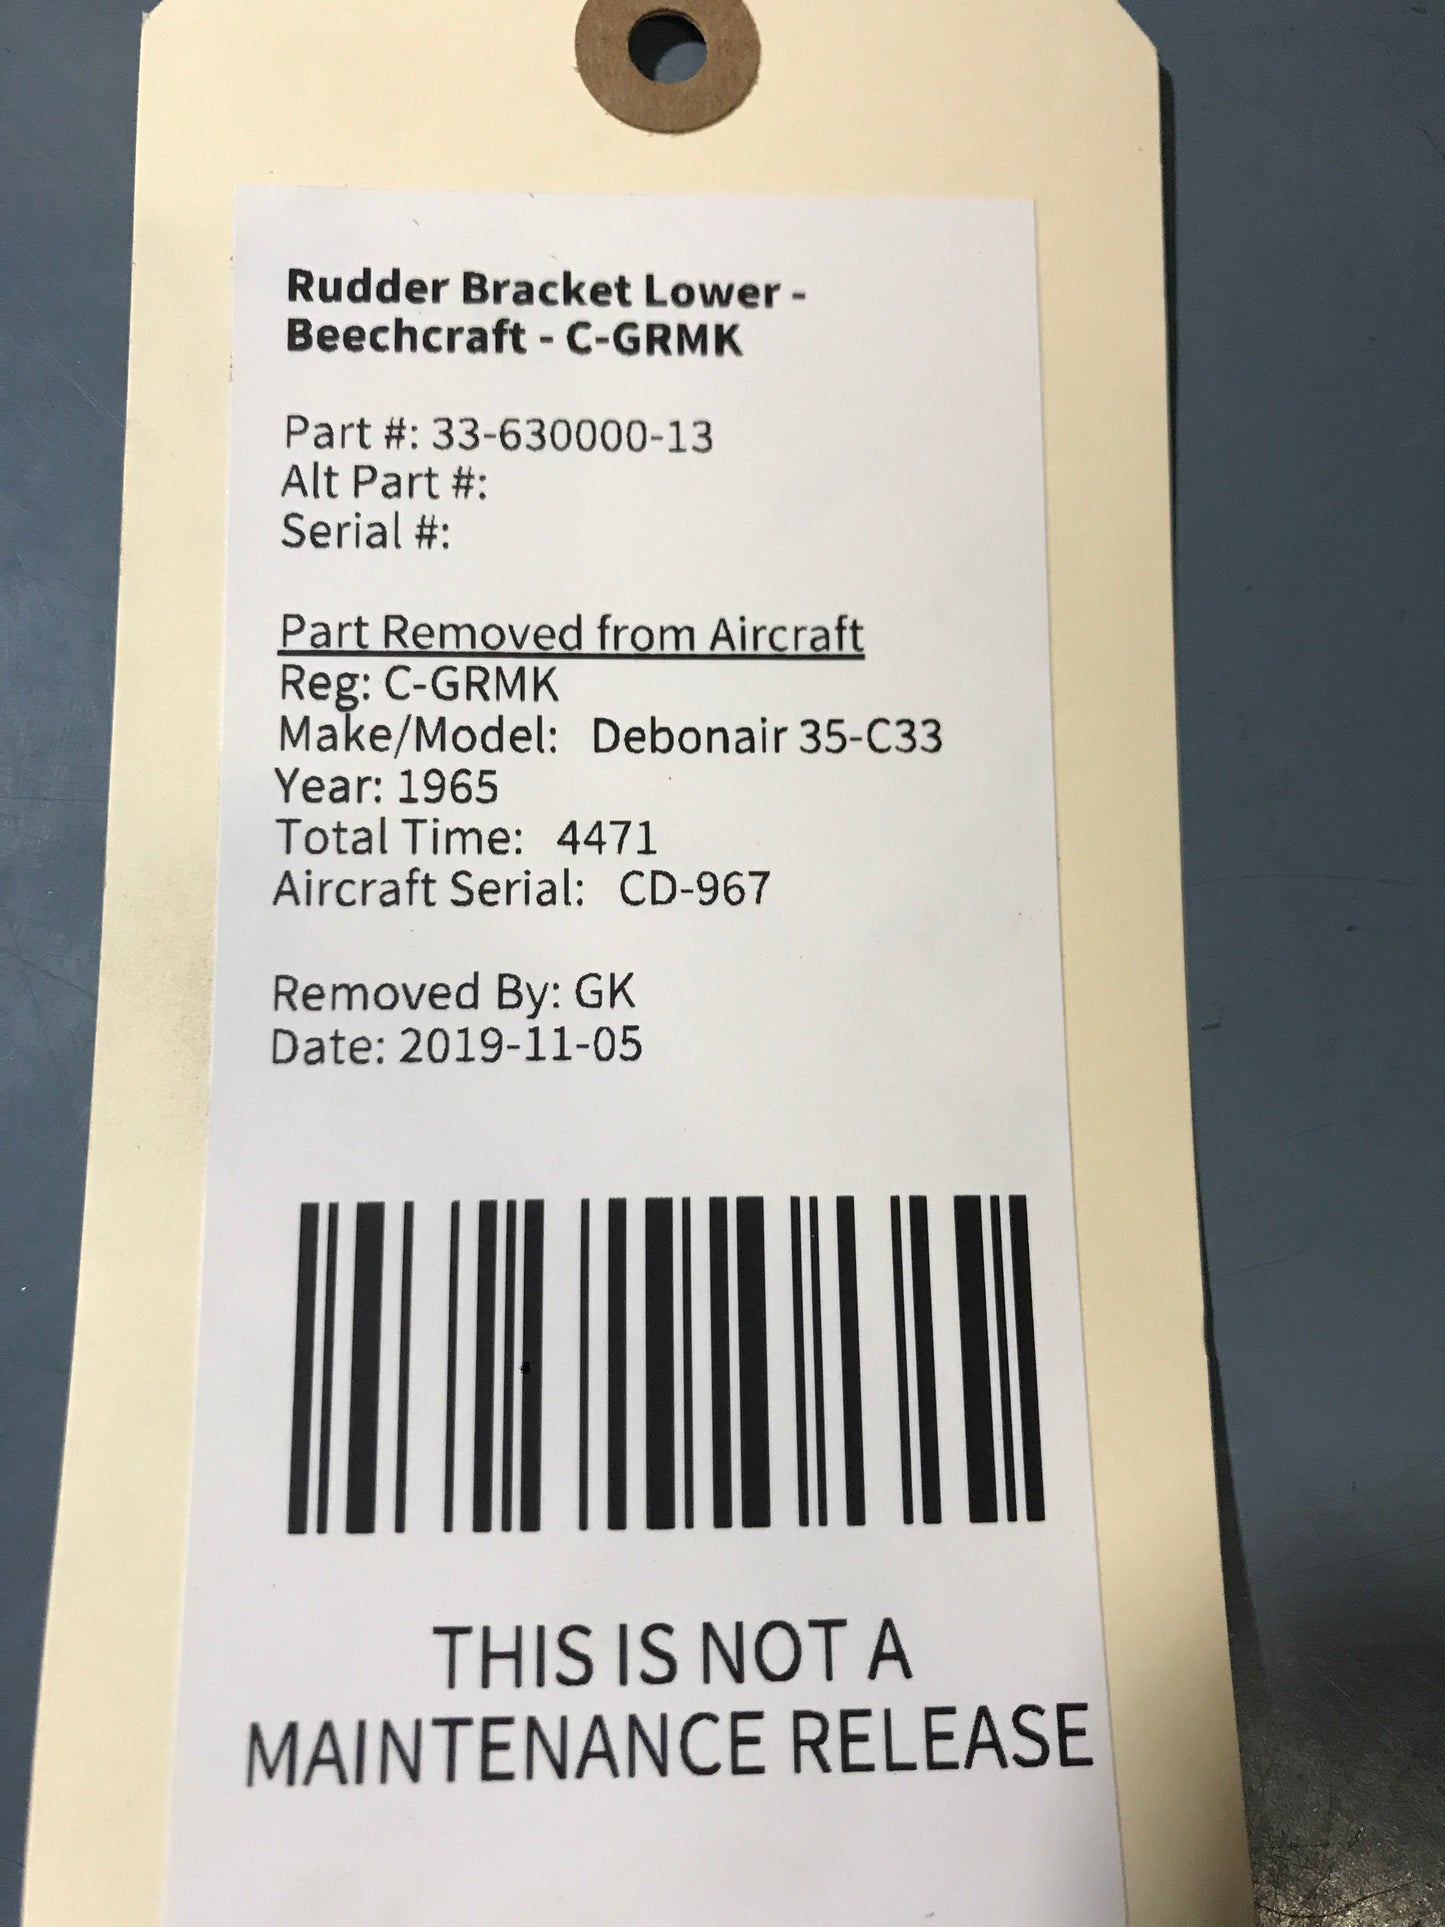 Rudder Bracket Lower -
Beechcraft - C-GRMK
Part #: 33-630000-13
Alt Part #:
Serial #:
Part Removed from Aircraft
Reg: C-GRMK
Make/Model: Debonair 35-C33
Year: 1965
Total Time: 4471
Aircraft Serial: CD-967
Removed By: GK
Date: 2019-11-05
THIS IS NOT A
MAINTENANCE RELEASE